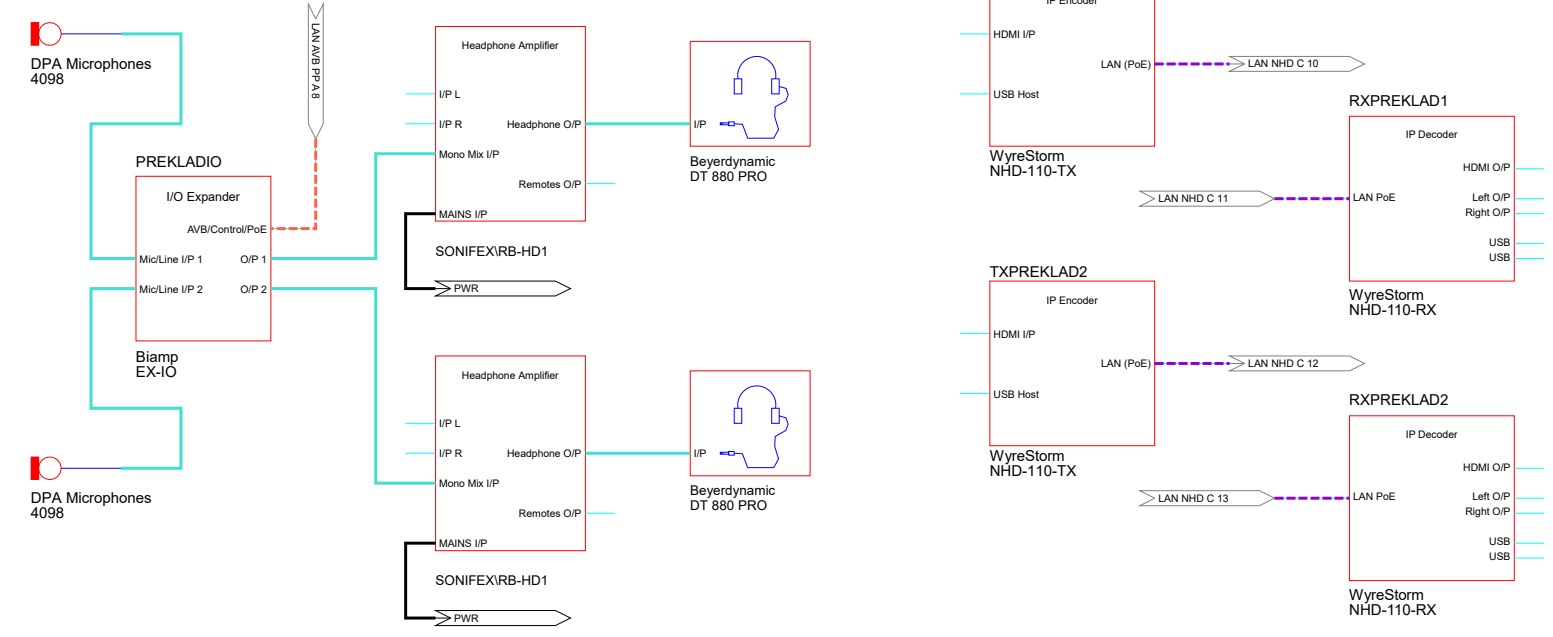 DPA Microphones
4098
LAN AVB PP A 8
PREKLADIO
I/O Expander
AVB/Control/PoE
Mic/Line I/P 1
O/P 1
Mic/Line I/P 2
O/P 2
Biamp
EX-IO
DPA Microphones
4098
Headphone Amplifier
I/P L
I/P R
Headphone O/P
Mono Mix I/P
Remotes O/P
MAINS I/P
SONIFEX\RB-HD1
PWR
I/P
Beyerdynamic
DT 880 PRO
Headphone Amplifier
I/P L
I/P R
Headphone O/P
Mono Mix I/P
Remotes O/P
MAINS I/P
SONIFEX\RB-HD1
PWR
I/P
Beyerdynamic
DT 880 PRO
IP Encoder
HDMI I/P
LAN (PoE)
USB Host
WyreStorm
NHD-110-TX
LAN NHD C 10
RXPREKLAD1
IP Decoder
HDMI O/P
LAN NHD C 11
LAN PoE
Left O/P
Right O/P
USB
USB
WyreStorm
NHD-110-RX
TXPREKLAD2
IP Encoder
HDMI I/P
LAN (PoE)
USB Host
WyreStorm
NHD-110-TX
LAN NHD C 12
RXPREKLAD2
IP Decoder
HDMI O/P
LAN NHD C 13
LAN PoE
Left O/P
Right O/P
USB
USB
WyreStorm
NHD-110-RX